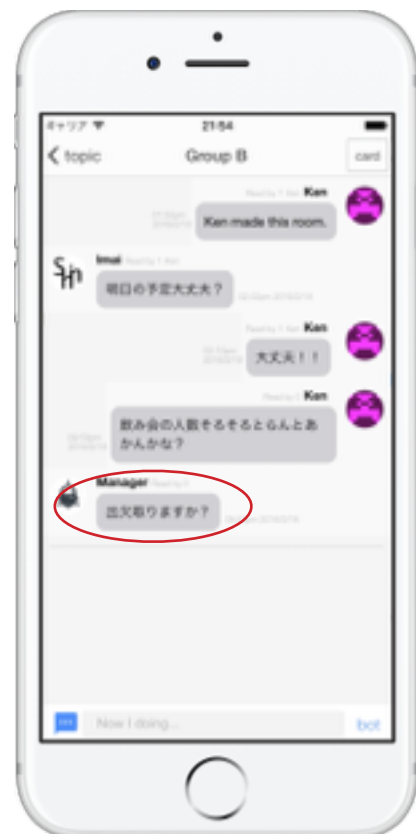 キャリア 21:54
topic Group B card
Ken
Ken made this room.
Imai
明日の予定大丈夫？
Ken
大丈夫！！
Ken
飲み会の人数そろそろとらんとあ
かんかな？
Manager
出欠取りますか？
Now I doing... bot